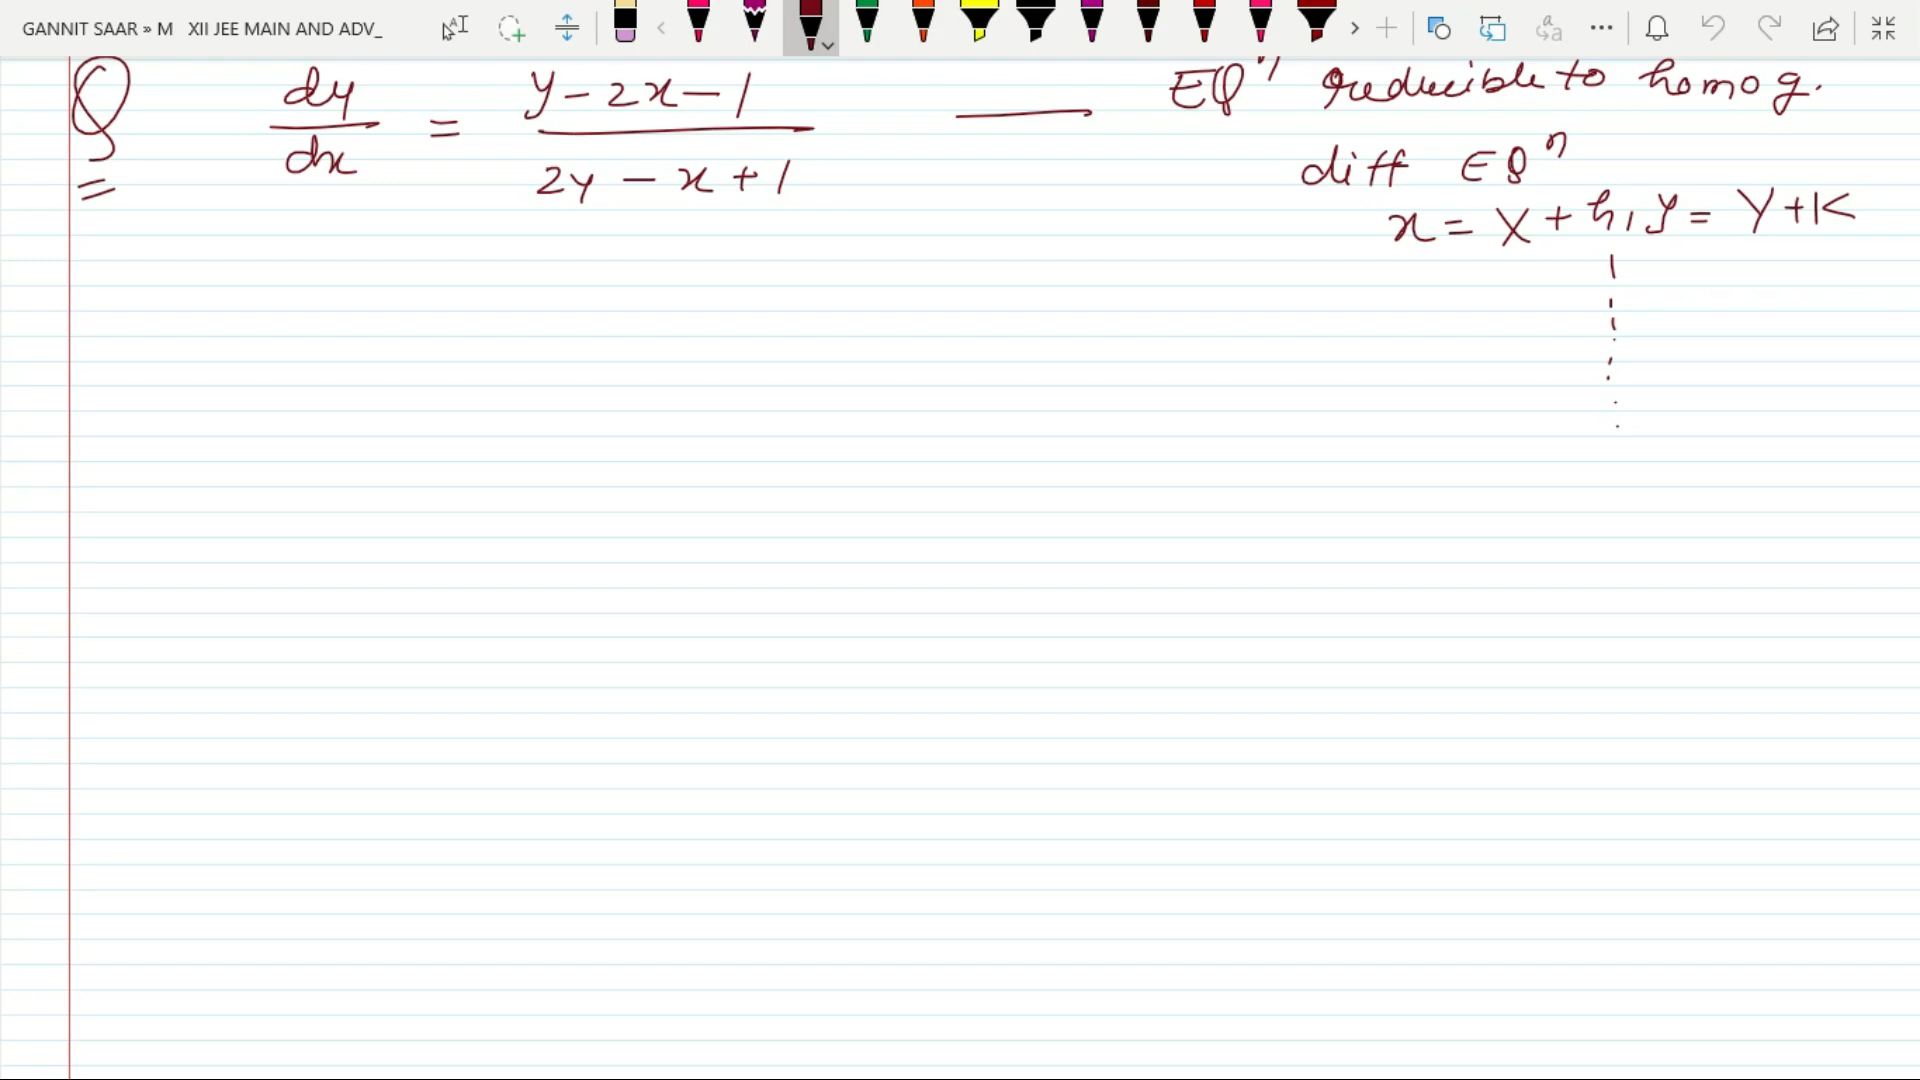 GANNIT SAAR » M XII JEE MAIN AND ADV_
Q dy/dx = (y - 2x - 1)/(2y - x + 1) — EQⁿ reducible to homog.
diff EQⁿ
x = X + h, y = Y + K